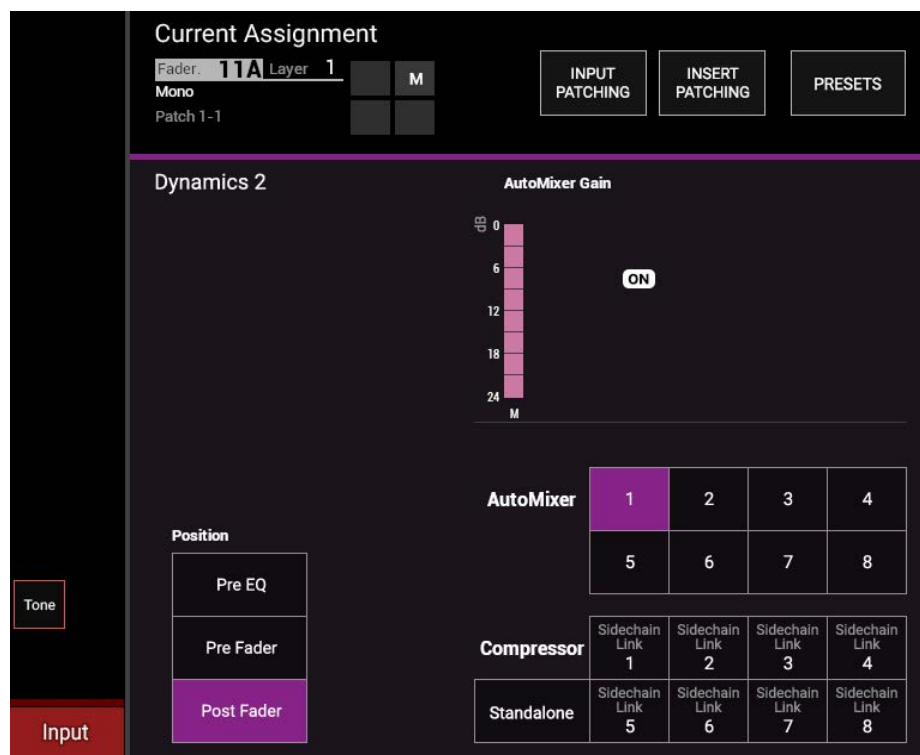 Current Assignment
Fader. 11A Layer 1
Mono
Patch 1-1
M
INPUT
PATCHING
INSERT
PATCHING
PRESETS
Dynamics 2
AutoMixer Gain
dB
0
6
12
18
24
M
ON
AutoMixer
1
2
3
4
5
6
7
8
Position
Pre EQ
Pre Fader
Post Fader
Compressor
Sidechain
Link
1
Sidechain
Link
2
Sidechain
Link
3
Sidechain
Link
4
Standalone
Sidechain
Link
5
Sidechain
Link
6
Sidechain
Link
7
Sidechain
Link
8
Tone
Input